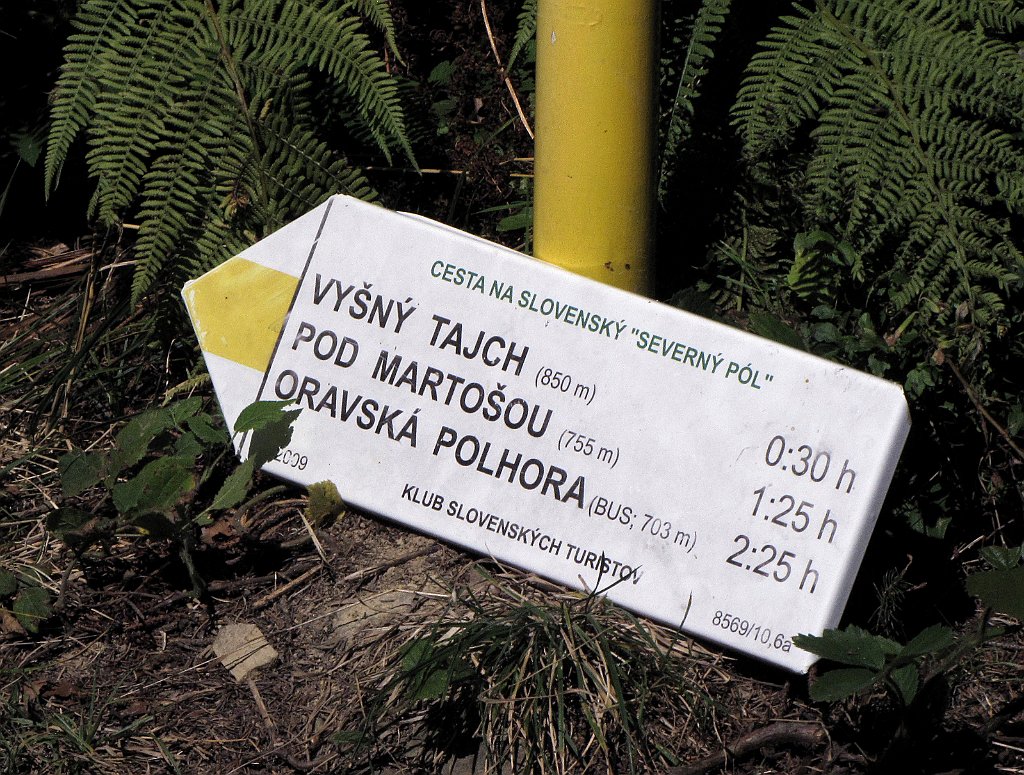 CESTA NA SLOVENSKÝ "SEVERNÝ PÓL"
VYŠNÝ TAJCH (850 m) 0:30 h
POD MARTOŠOU (755 m) 1:25 h
ORAVSKÁ POLHORA (BUS; 703 m) 2:25 h
2009 KLUB SLOVENSKÝCH TURISTOV 8569/10,6a